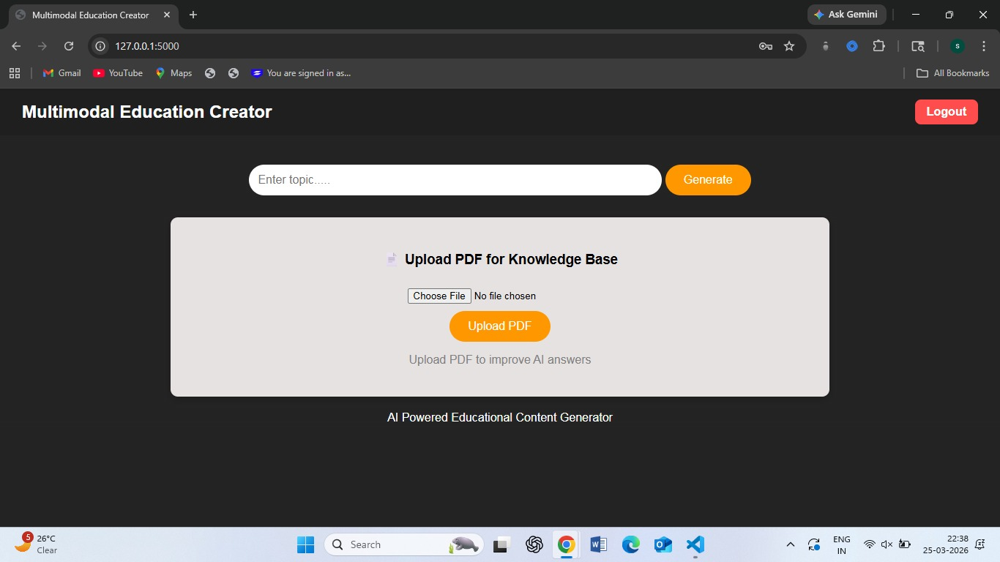 Multimodal Education Creator
Ask Gemini
127.0.0.1:5000
S
Gmail YouTube Maps You are signed in as... All Bookmarks
Multimodal Education Creator Logout
Enter topic..... Generate
Upload PDF for Knowledge Base
Choose File No file chosen
Upload PDF
Upload PDF to improve AI answers
AI Powered Educational Content Generator
5
26°C
Clear
Search
ENG
IN
22:38
25-03-2026